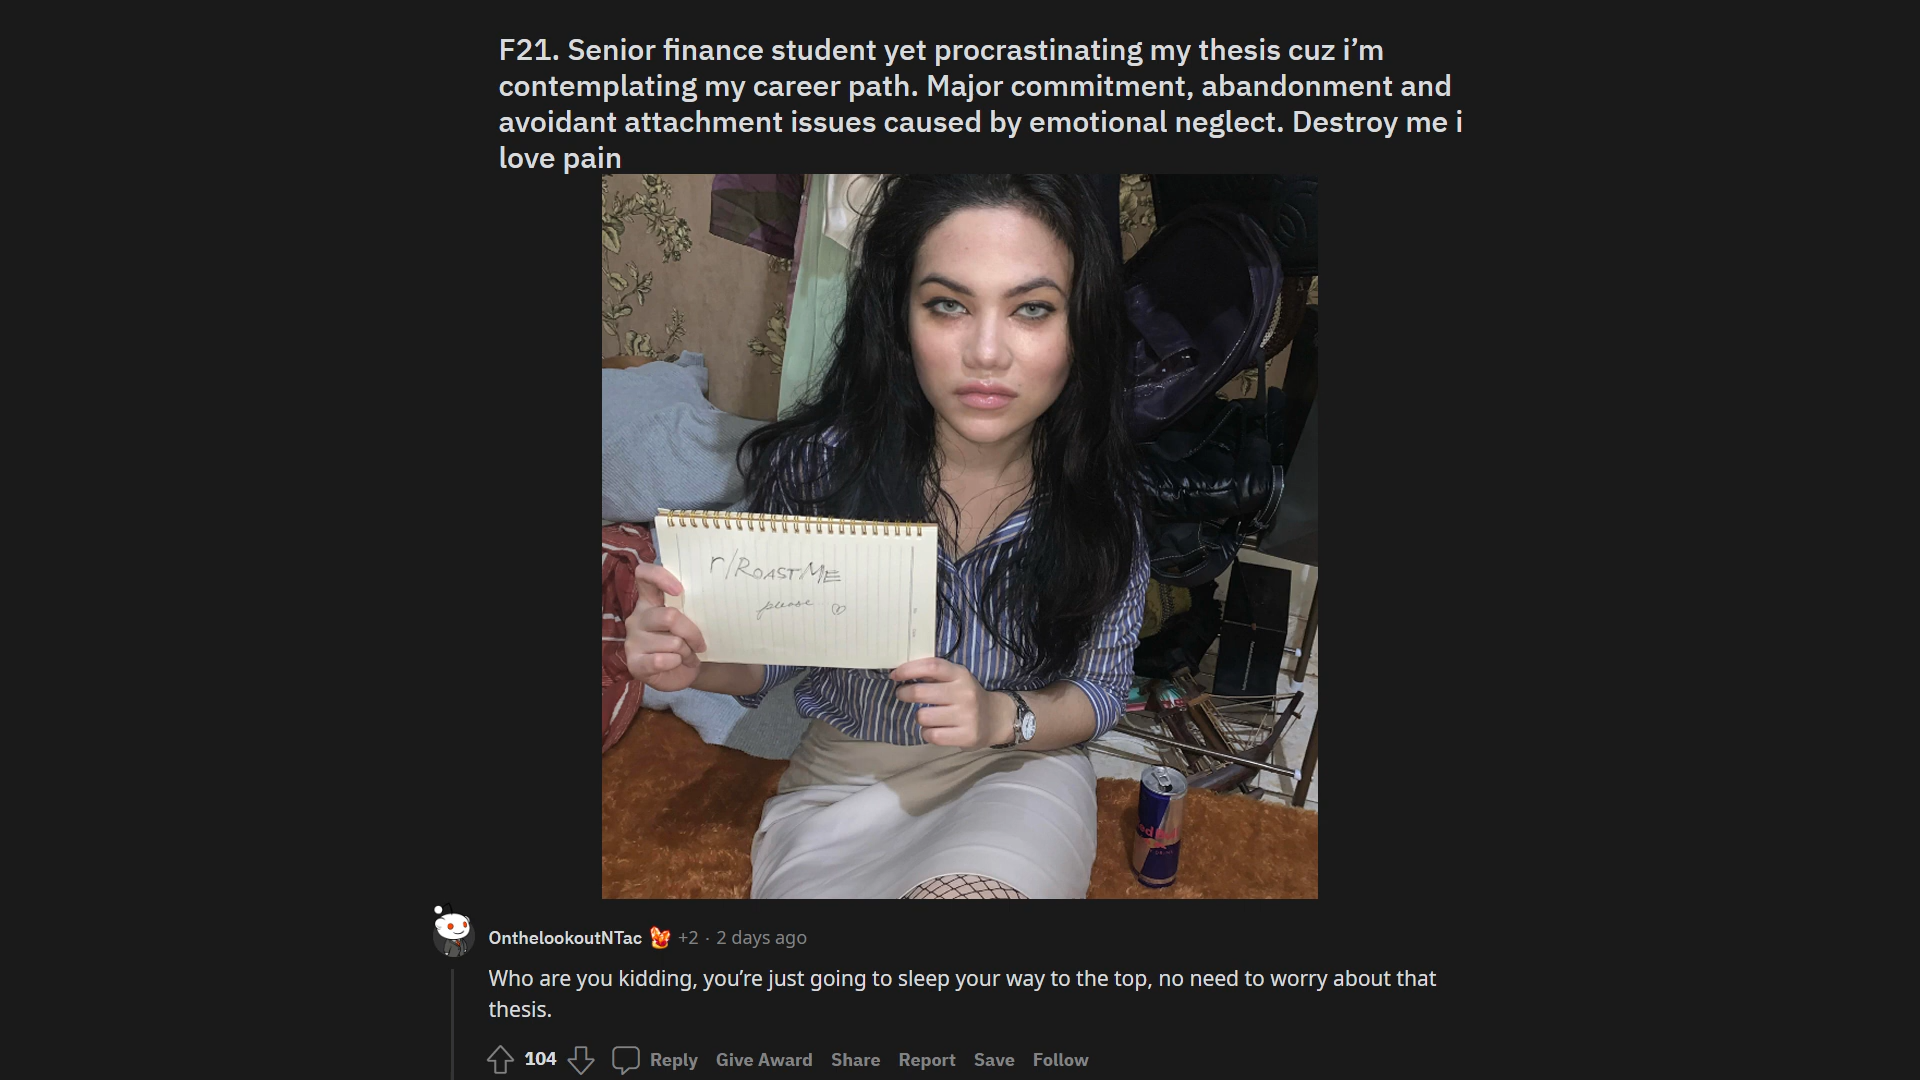 F21. Senior finance student yet procrastinating my thesis cuz i’m
contemplating my career path. Major commitment, abandonment and
avoidant attachment issues caused by emotional neglect. Destroy me i
love pain
r/RoastMe
please
OnthelookoutNTac +2 · 2 days ago
Who are you kidding, you’re just going to sleep your way to the top, no need to worry about that
thesis.
104 Reply Give Award Share Report Save Follow